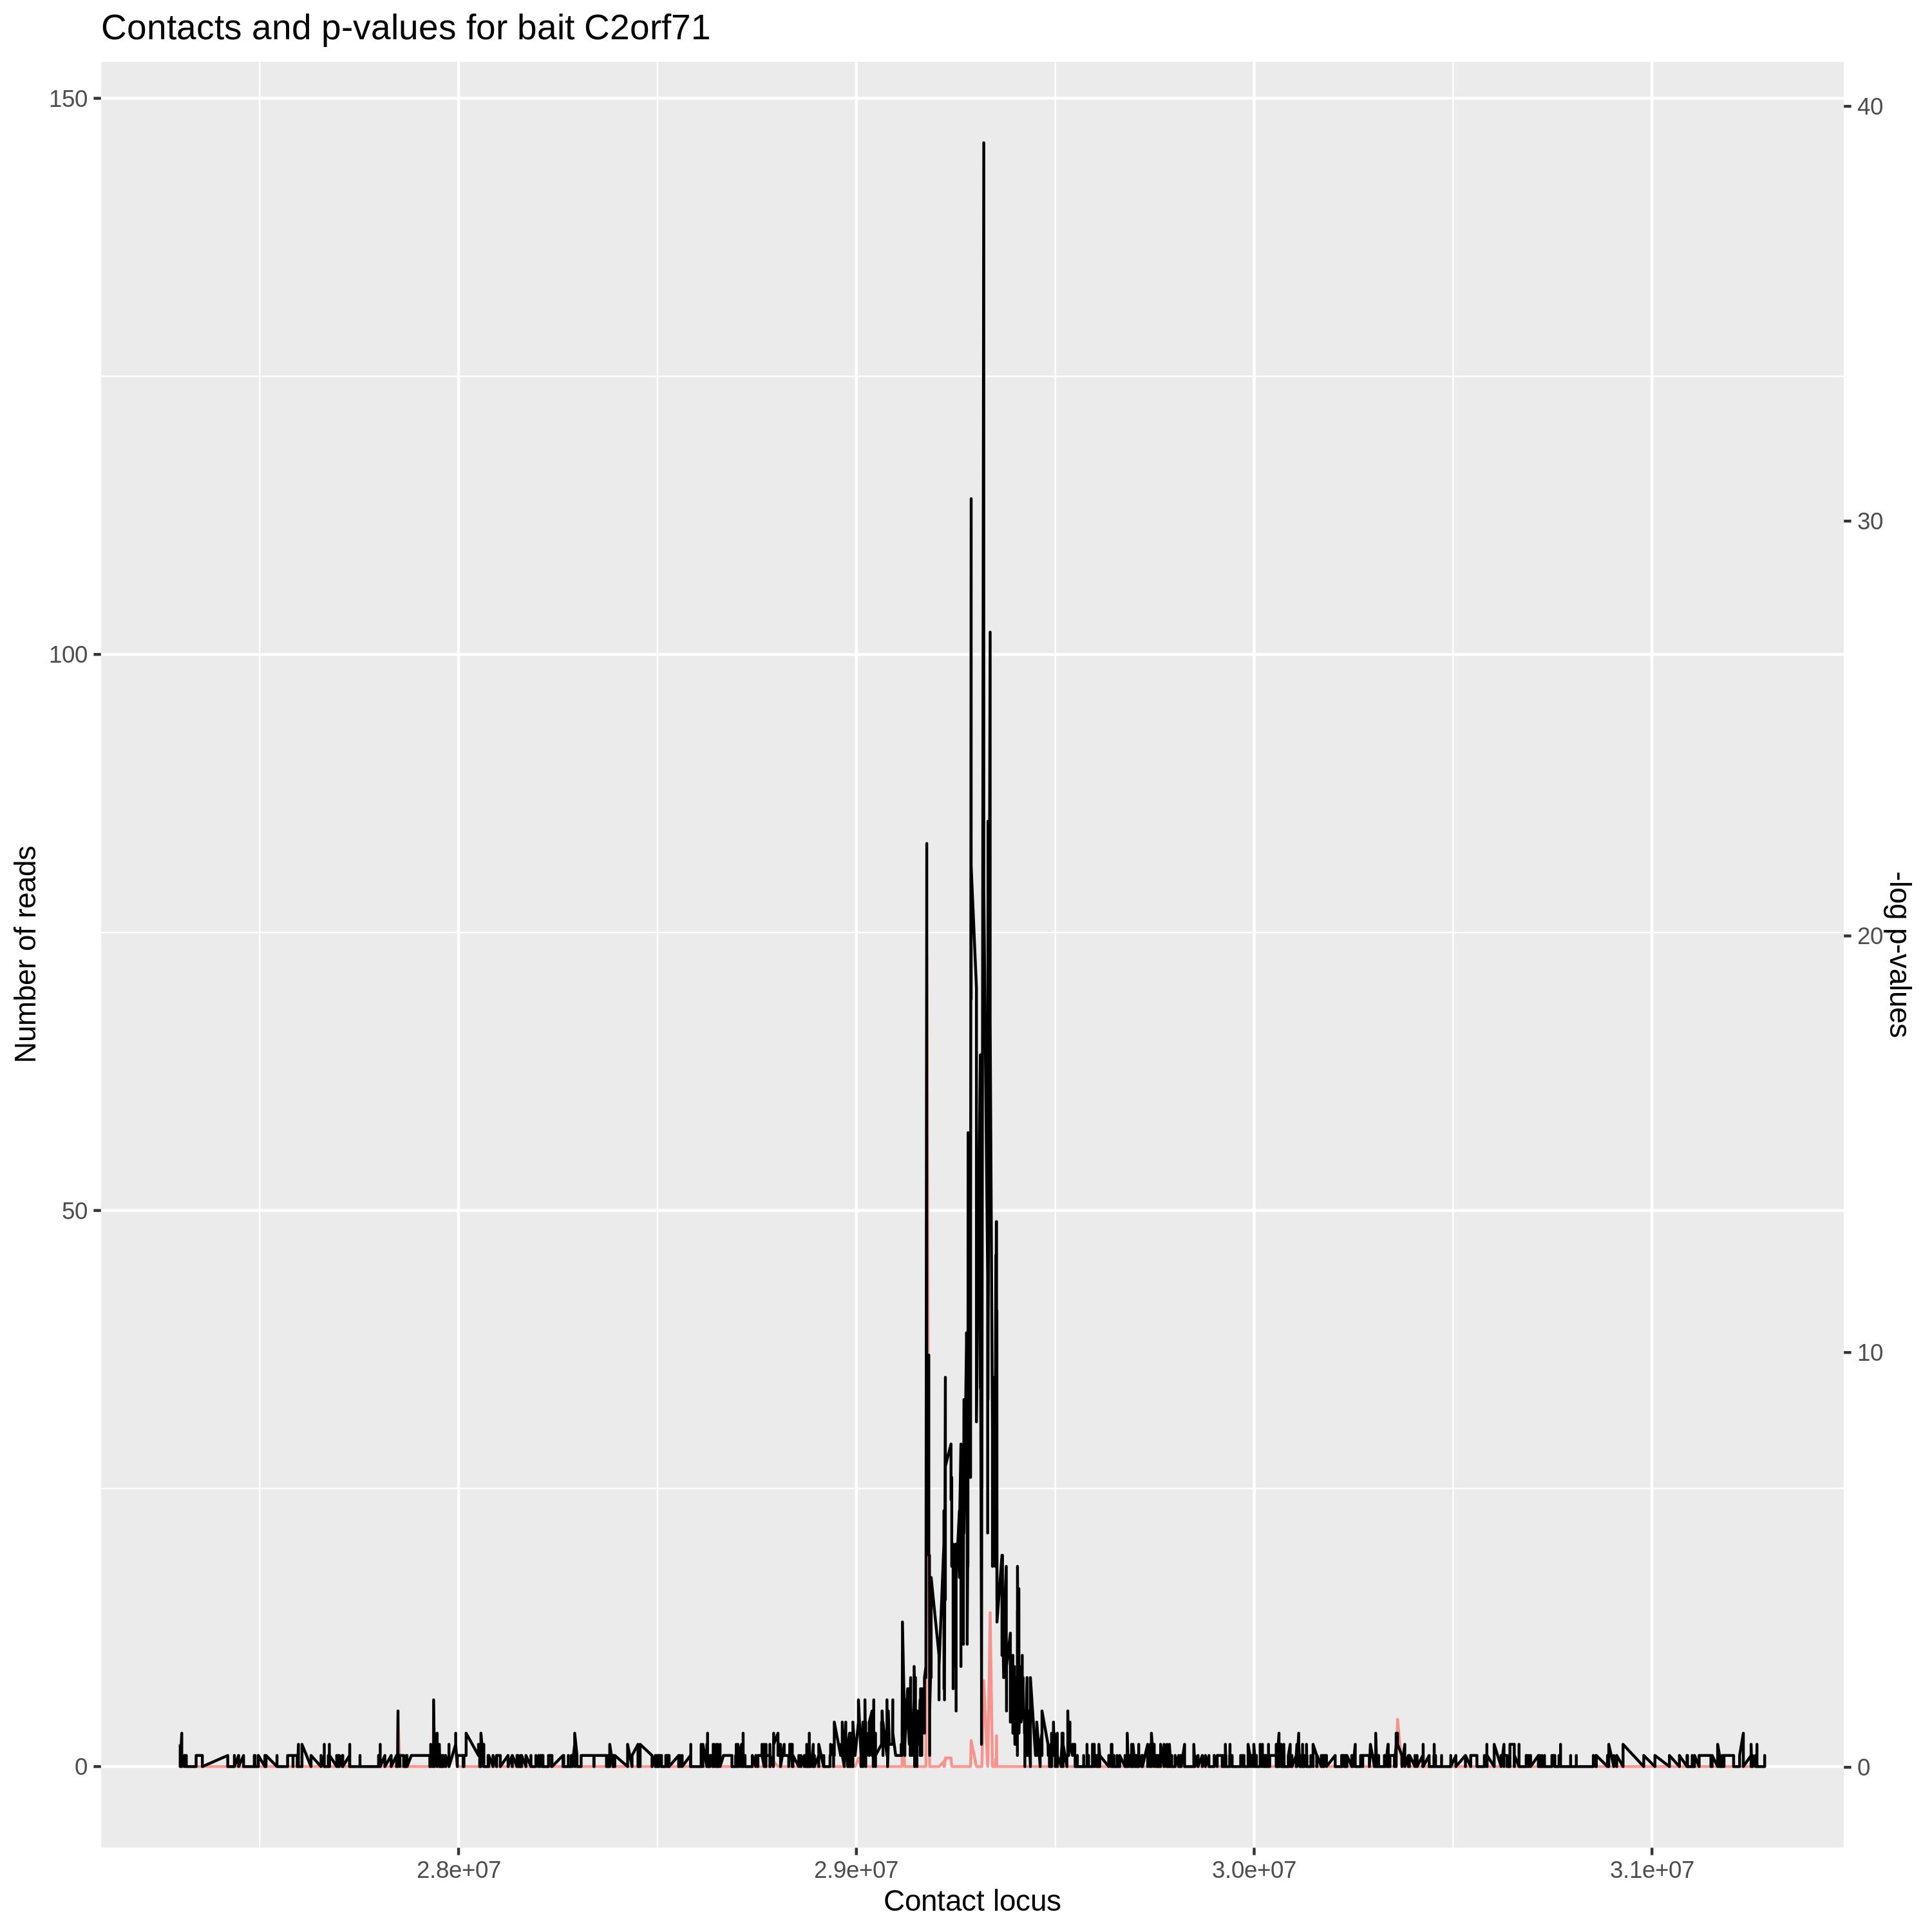 Contacts and p-values for bait C2orf71
150
100
50
0
Number of reads
40
30
20
10
0
-log p-values
2.8e+07
2.9e+07
3.0e+07
3.1e+07
Contact locus